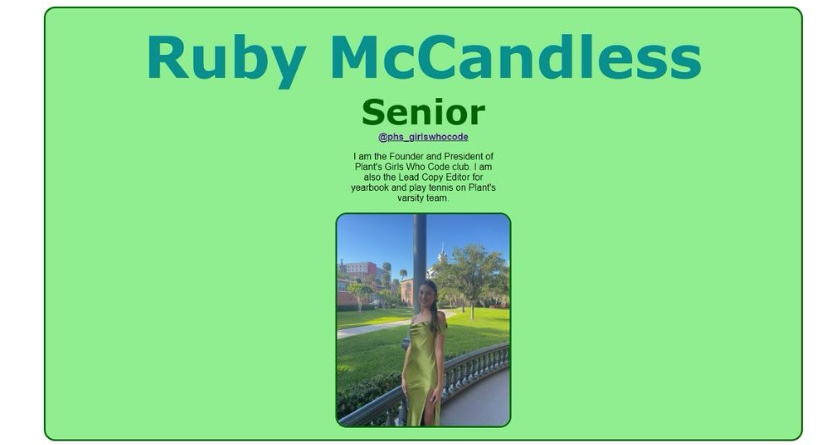 Ruby McCandless
Senior
@phs_girlswhocode
I am the Founder and President of
Plant's Girls Who Code club. I am
also the Lead Copy Editor for
yearbook and play tennis on Plant's
varsity team.